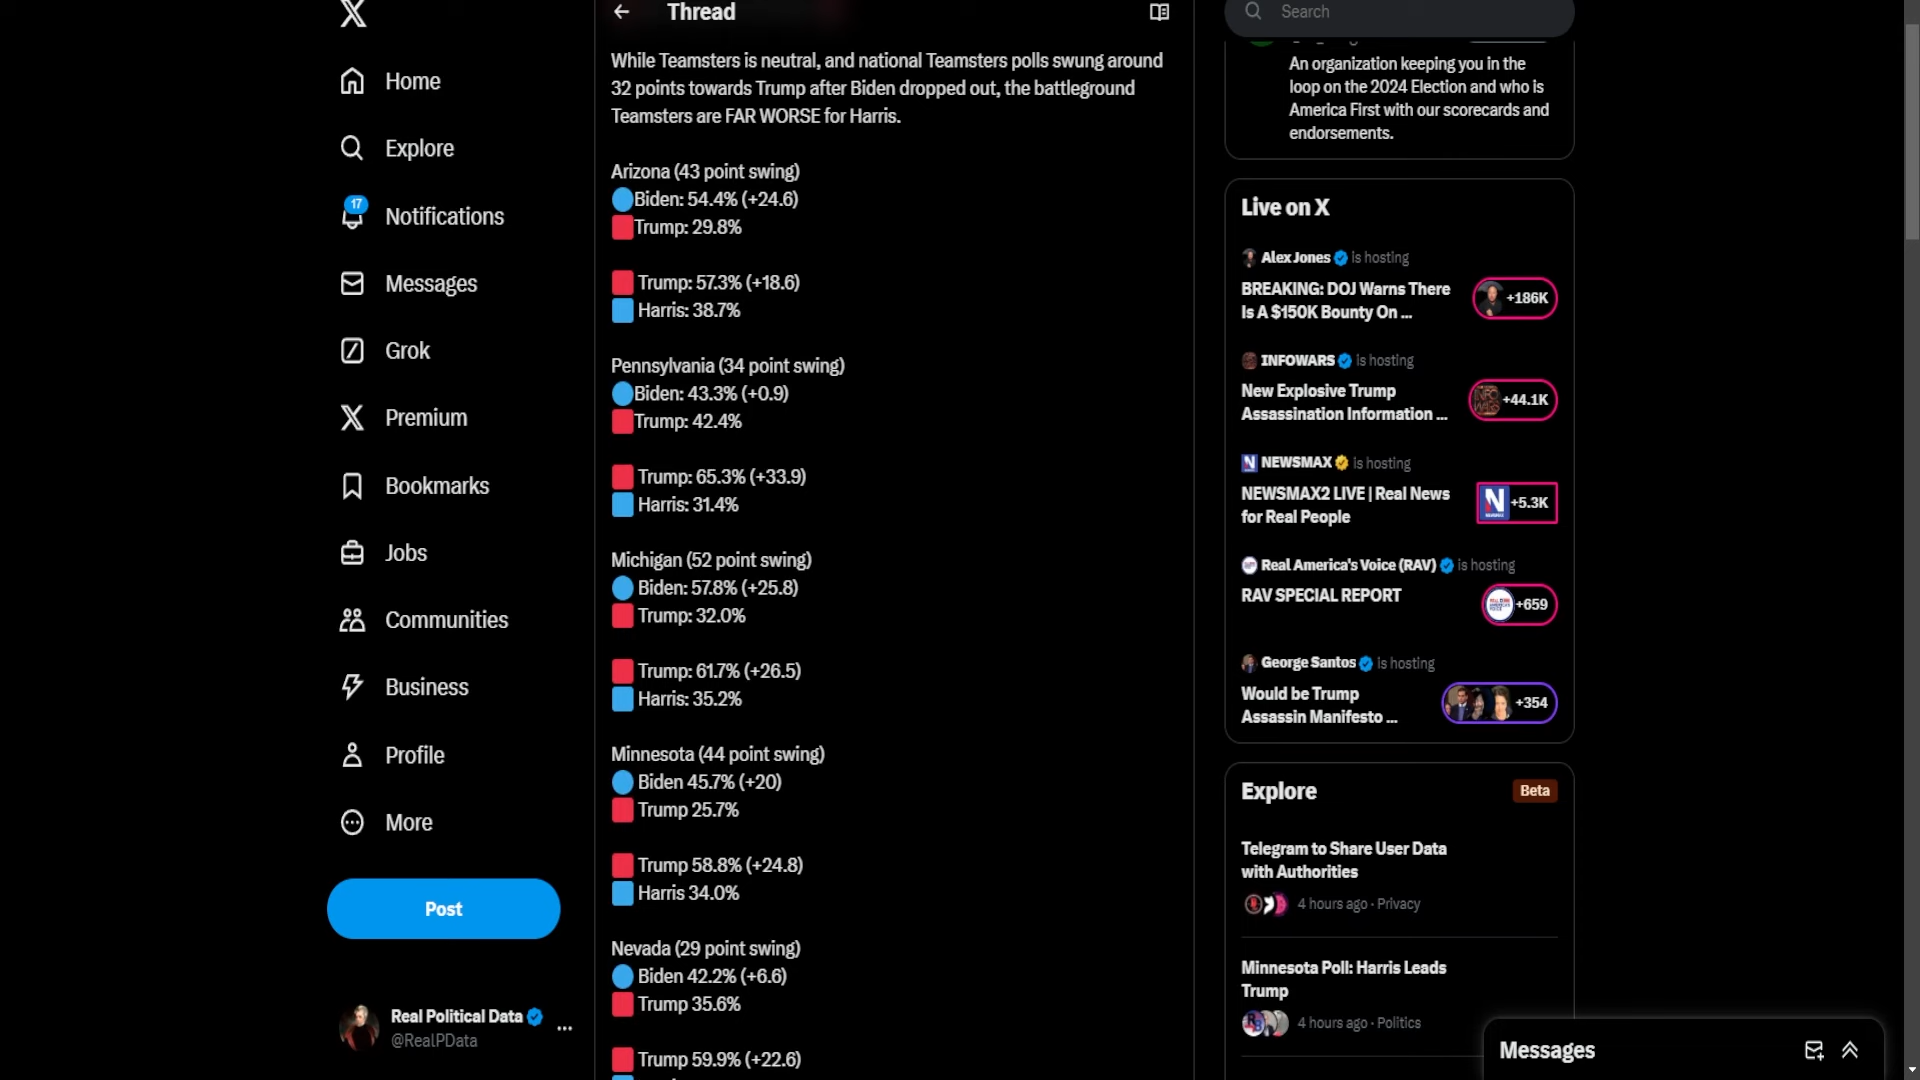 Home
Explore
17
Notifications
Messages
Grok
Premium
Bookmarks
Jobs
Communities
Business
Profile
More
Post
Real Political Data
@RealPData
Thread
While Teamsters is neutral, and national Teamsters polls swung around
32 points towards Trump after Biden dropped out, the battleground
Teamsters are FAR WORSE for Harris.
Arizona (43 point swing)
Biden: 54.4% (+24.6)
Trump: 29.8%
Trump: 57.3% (+18.6)
Harris: 38.7%
Pennsylvania (34 point swing)
Biden: 43.3% (+0.9)
Trump: 42.4%
Trump: 65.3% (+33.9)
Harris: 31.4%
Michigan (52 point swing)
Biden: 57.8% (+25.8)
Trump: 32.0%
Trump: 61.7% (+26.5)
Harris: 35.2%
Minnesota (44 point swing)
Biden 45.7% (+20)
Trump 25.7%
Trump 58.8% (+24.8)
Harris 34.0%
Nevada (29 point swing)
Biden 42.2% (+6.6)
Trump 35.6%
Trump 59.9% (+22.6)
Search
An organization keeping you in the
loop on the 2024 Election and who is
America First with our scorecards and
endorsements.
Live on X
Alex Jones is hosting
BREAKING: DOJ Warns There
Is A $150K Bounty On ...
+186K
INFOWARS is hosting
New Explosive Trump
Assassination Information ...
+44.1K
NEWSMAX is hosting
NEWSMAX2 LIVE | Real News
for Real People
+5.3K
Real America's Voice (RAV) is hosting
RAV SPECIAL REPORT
+659
George Santos is hosting
Would be Trump
Assassin Manifesto ...
+354
Explore
Beta
Telegram to Share User Data
with Authorities
4 hours ago · Privacy
Minnesota Poll: Harris Leads
Trump
4 hours ago · Politics
Messages